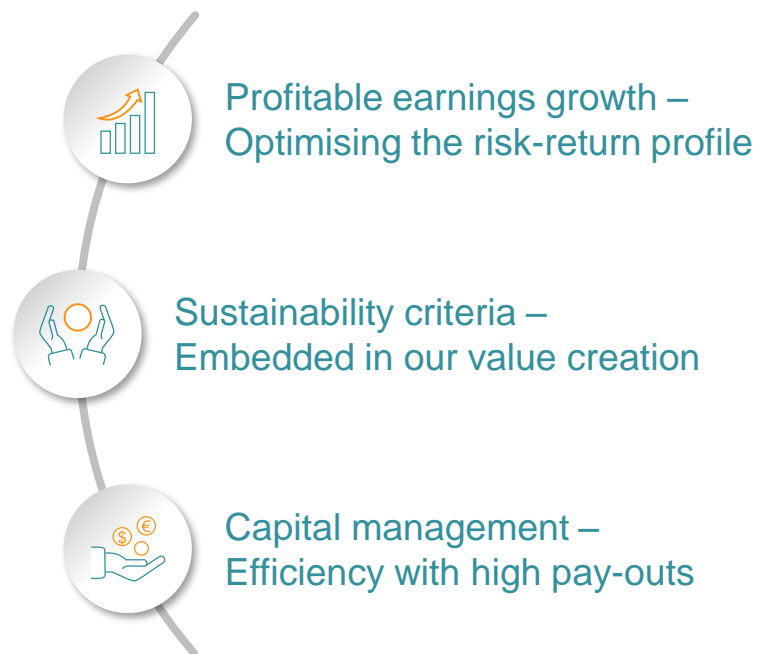 Profitable earnings growth –
Optimising the risk-return profile
Sustainability criteria –
Embedded in our value creation
$ €
Capital management –
Efficiency with high pay-outs